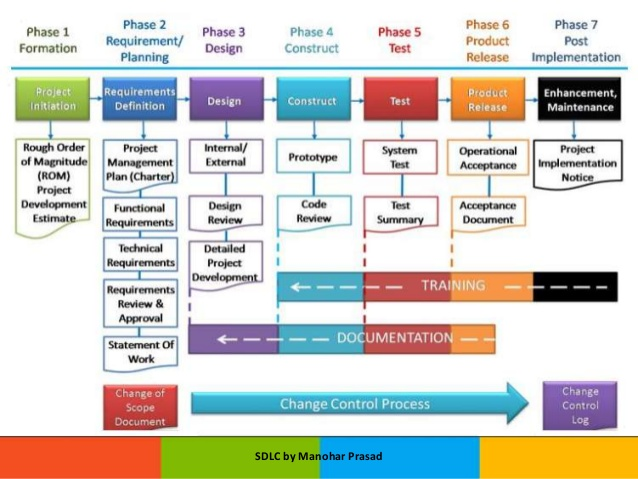 Phase 1
Formation
Phase 2
Requirement/
Planning
Phase 3
Design
Phase 4
Construct
Phase 5
Test
Phase 6
Product
Release
Phase 7
Post
Implementation
Project
Initiation
Requirements
Definition
Design
Construct
Test
Product
Release
Enhancement,
Maintenance
Rough Order
of Magnitude
(ROM)
Project
Development
Estimate
Project
Management
Plan (Charter)
Functional
Requirements
Technical
Requirements
Requirements
Review &
Approval
Statement Of
Work
Internal/
External
Design
Review
Detailed
Project
Development
Prototype
Code
Review
System
Test
Test
Summary
Operational
Acceptance
Acceptance
Document
Project
Implementation
Notice
TRAINING
DOCUMENTATION
Change of
Scope
Document
Change Control Process
Change
Control
Log
SDLC by Manohar Prasad